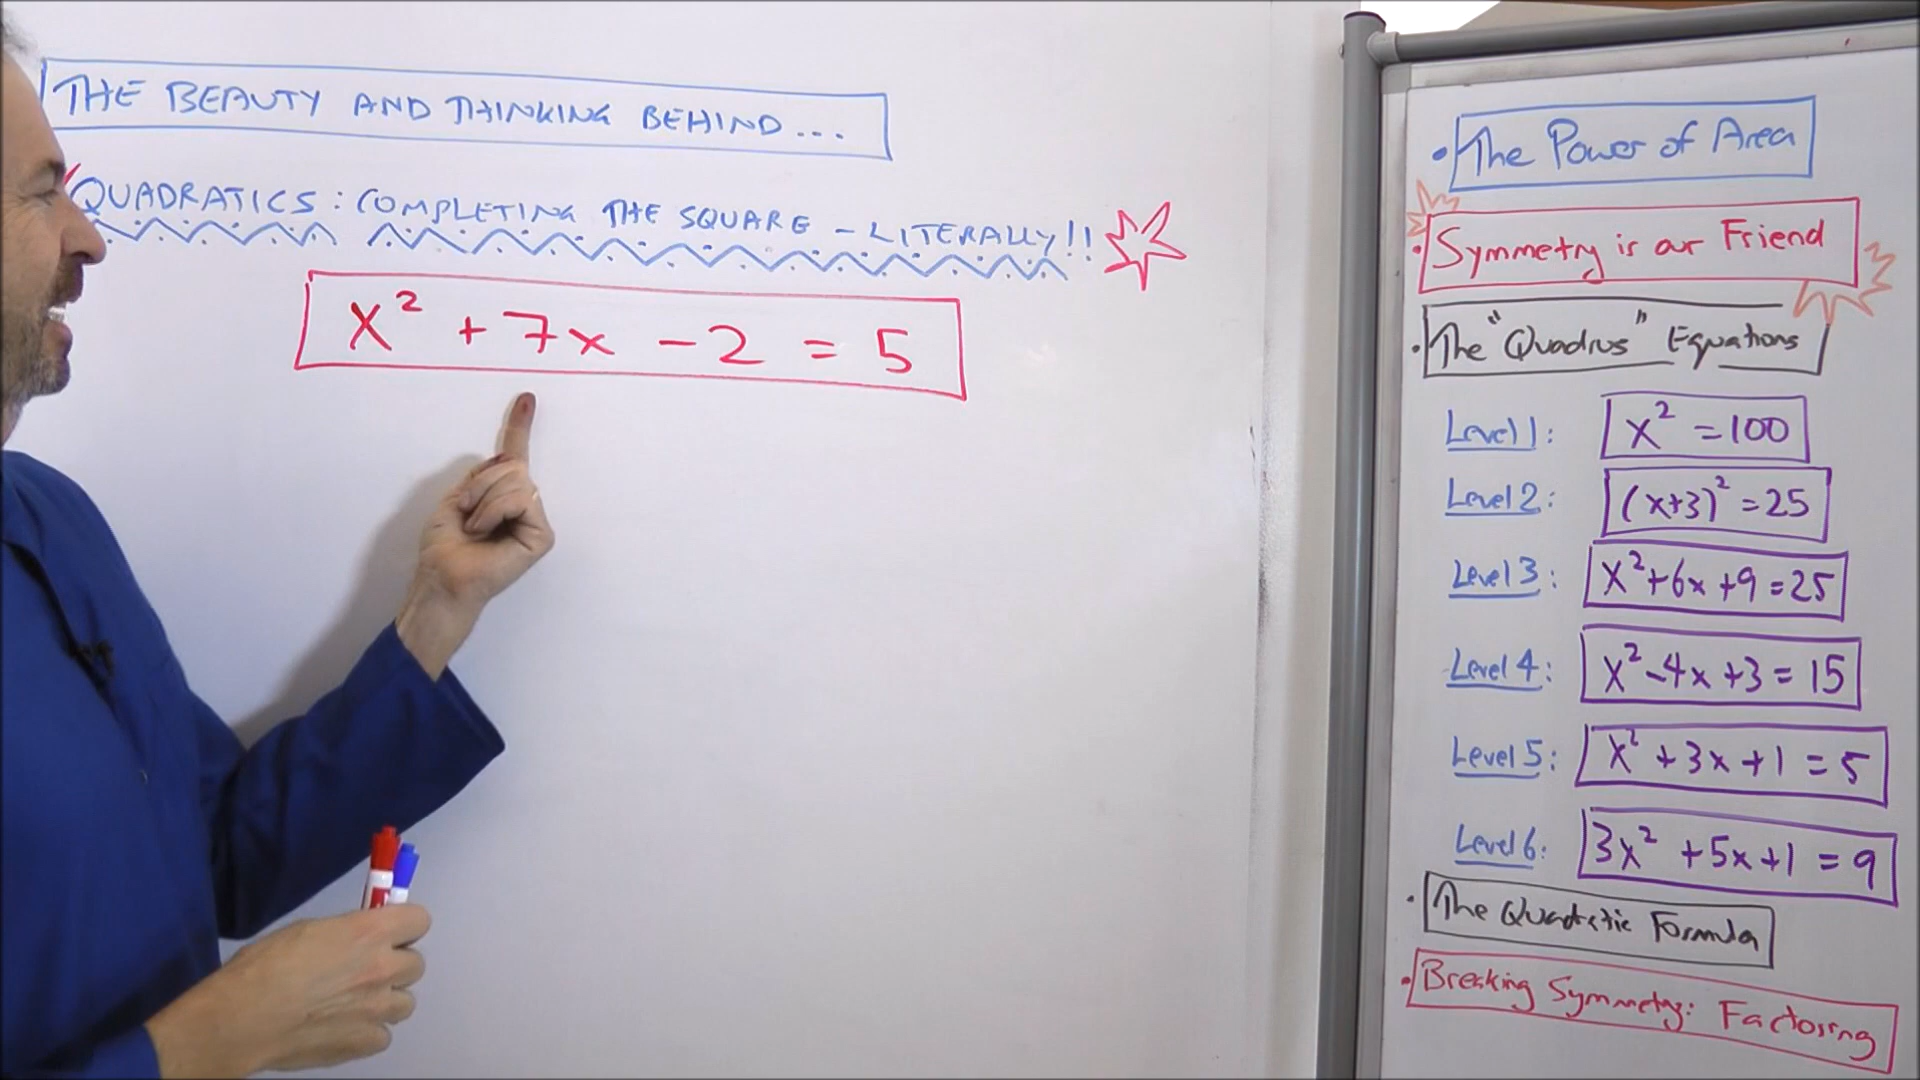 THE BEAUTY AND THINKING BEHIND...
QUADRATICS: COMPLETING THE SQUARE - LITERALLY!!
x² + 7x - 2 = 5
• The Power of Area
• Symmetry is our Friend
• The "Quadrus" Equations
Level 1: x² = 100
Level 2: (x+3)² = 25
Level 3: x² + 6x + 9 = 25
Level 4: x² - 4x + 3 = 15
Level 5: x² + 3x + 1 = 5
Level 6: 3x² + 5x + 1 = 9
• The Quadratic Formula
• Breaking Symmetry: Factoring